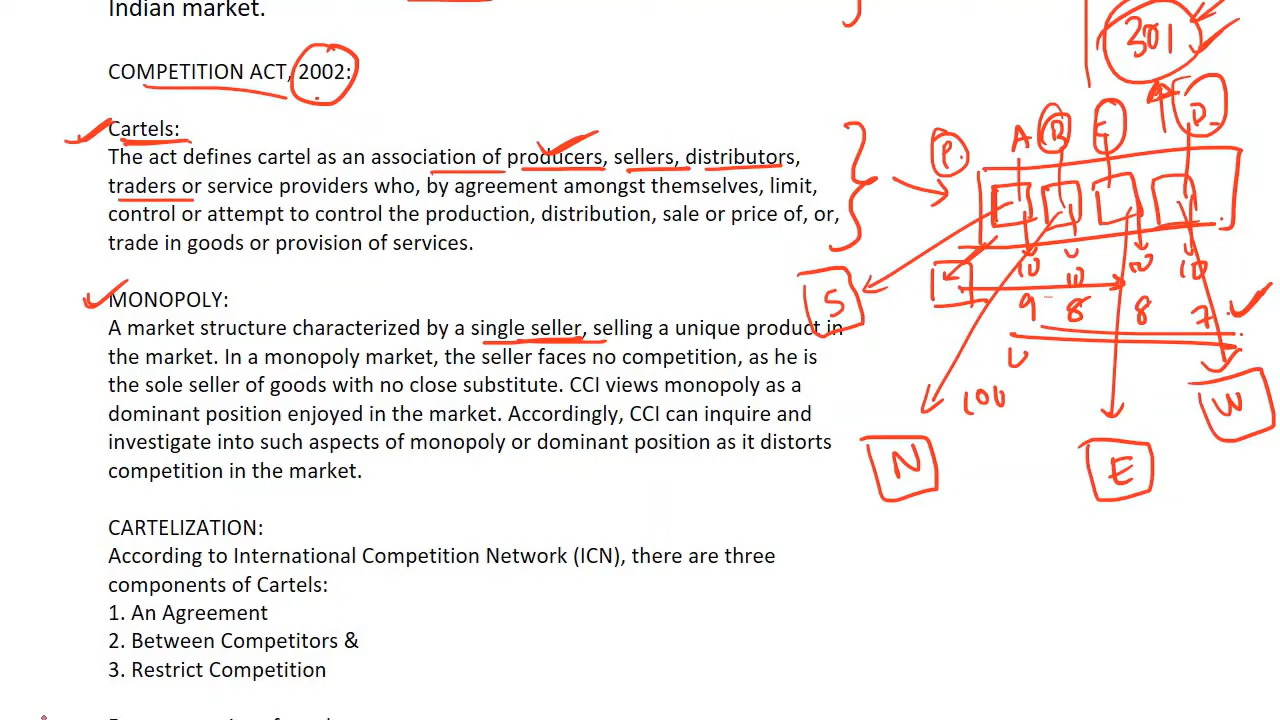 Indian market.
COMPETITION ACT, 2002:
Cartels:
The act defines cartel as an association of producers, sellers, distributors,
traders or service providers who, by agreement amongst themselves, limit,
control or attempt to control the production, distribution, sale or price of, or,
trade in goods or provision of services.
MONOPOLY:
A market structure characterized by a single seller, selling a unique product in
the market. In a monopoly market, the seller faces no competition, as he is
the sole seller of goods with no close substitute. CCI views monopoly as a
dominant position enjoyed in the market. Accordingly, CCI can inquire and
investigate into such aspects of monopoly or dominant position as it distorts
competition in the market.
CARTELIZATION:
According to International Competition Network (ICN), there are three
components of Cartels:
1. An Agreement
2. Between Competitors &
3. Restrict Competition
301
P. A B D
10 10 10
9 8 8 7
S
100
N E W